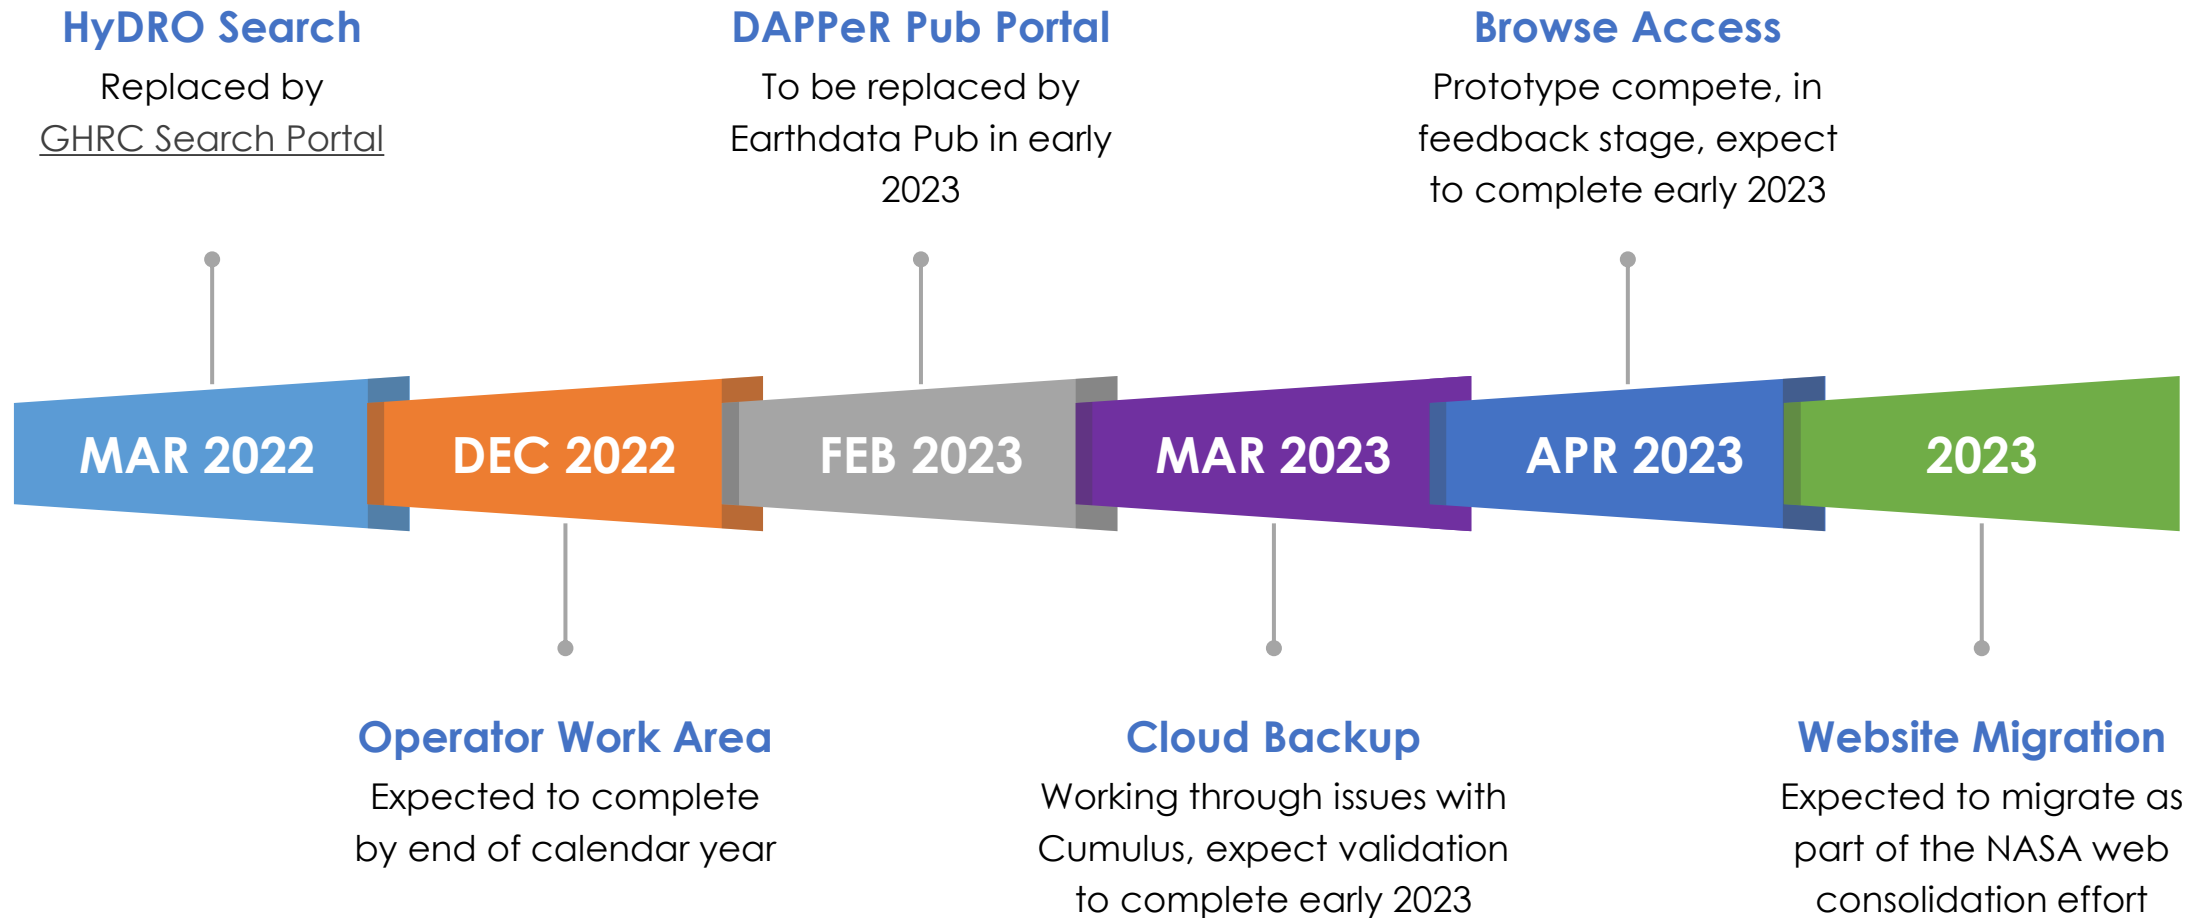 HyDRO Search
Replaced by
GHRC Search Portal
DAPPeR Pub Portal
To be replaced by
Earthdata Pub in early
2023
Browse Access
Prototype compete, in
feedback stage, expect
to complete early 2023
MAR 2022
DEC 2022
FEB 2023
MAR 2023
APR 2023
2023
Operator Work Area
Expected to complete
by end of calendar year
Cloud Backup
Working through issues with
Cumulus, expect validation
to complete early 2023
Website Migration
Expected to migrate as
part of the NASA web
consolidation effort